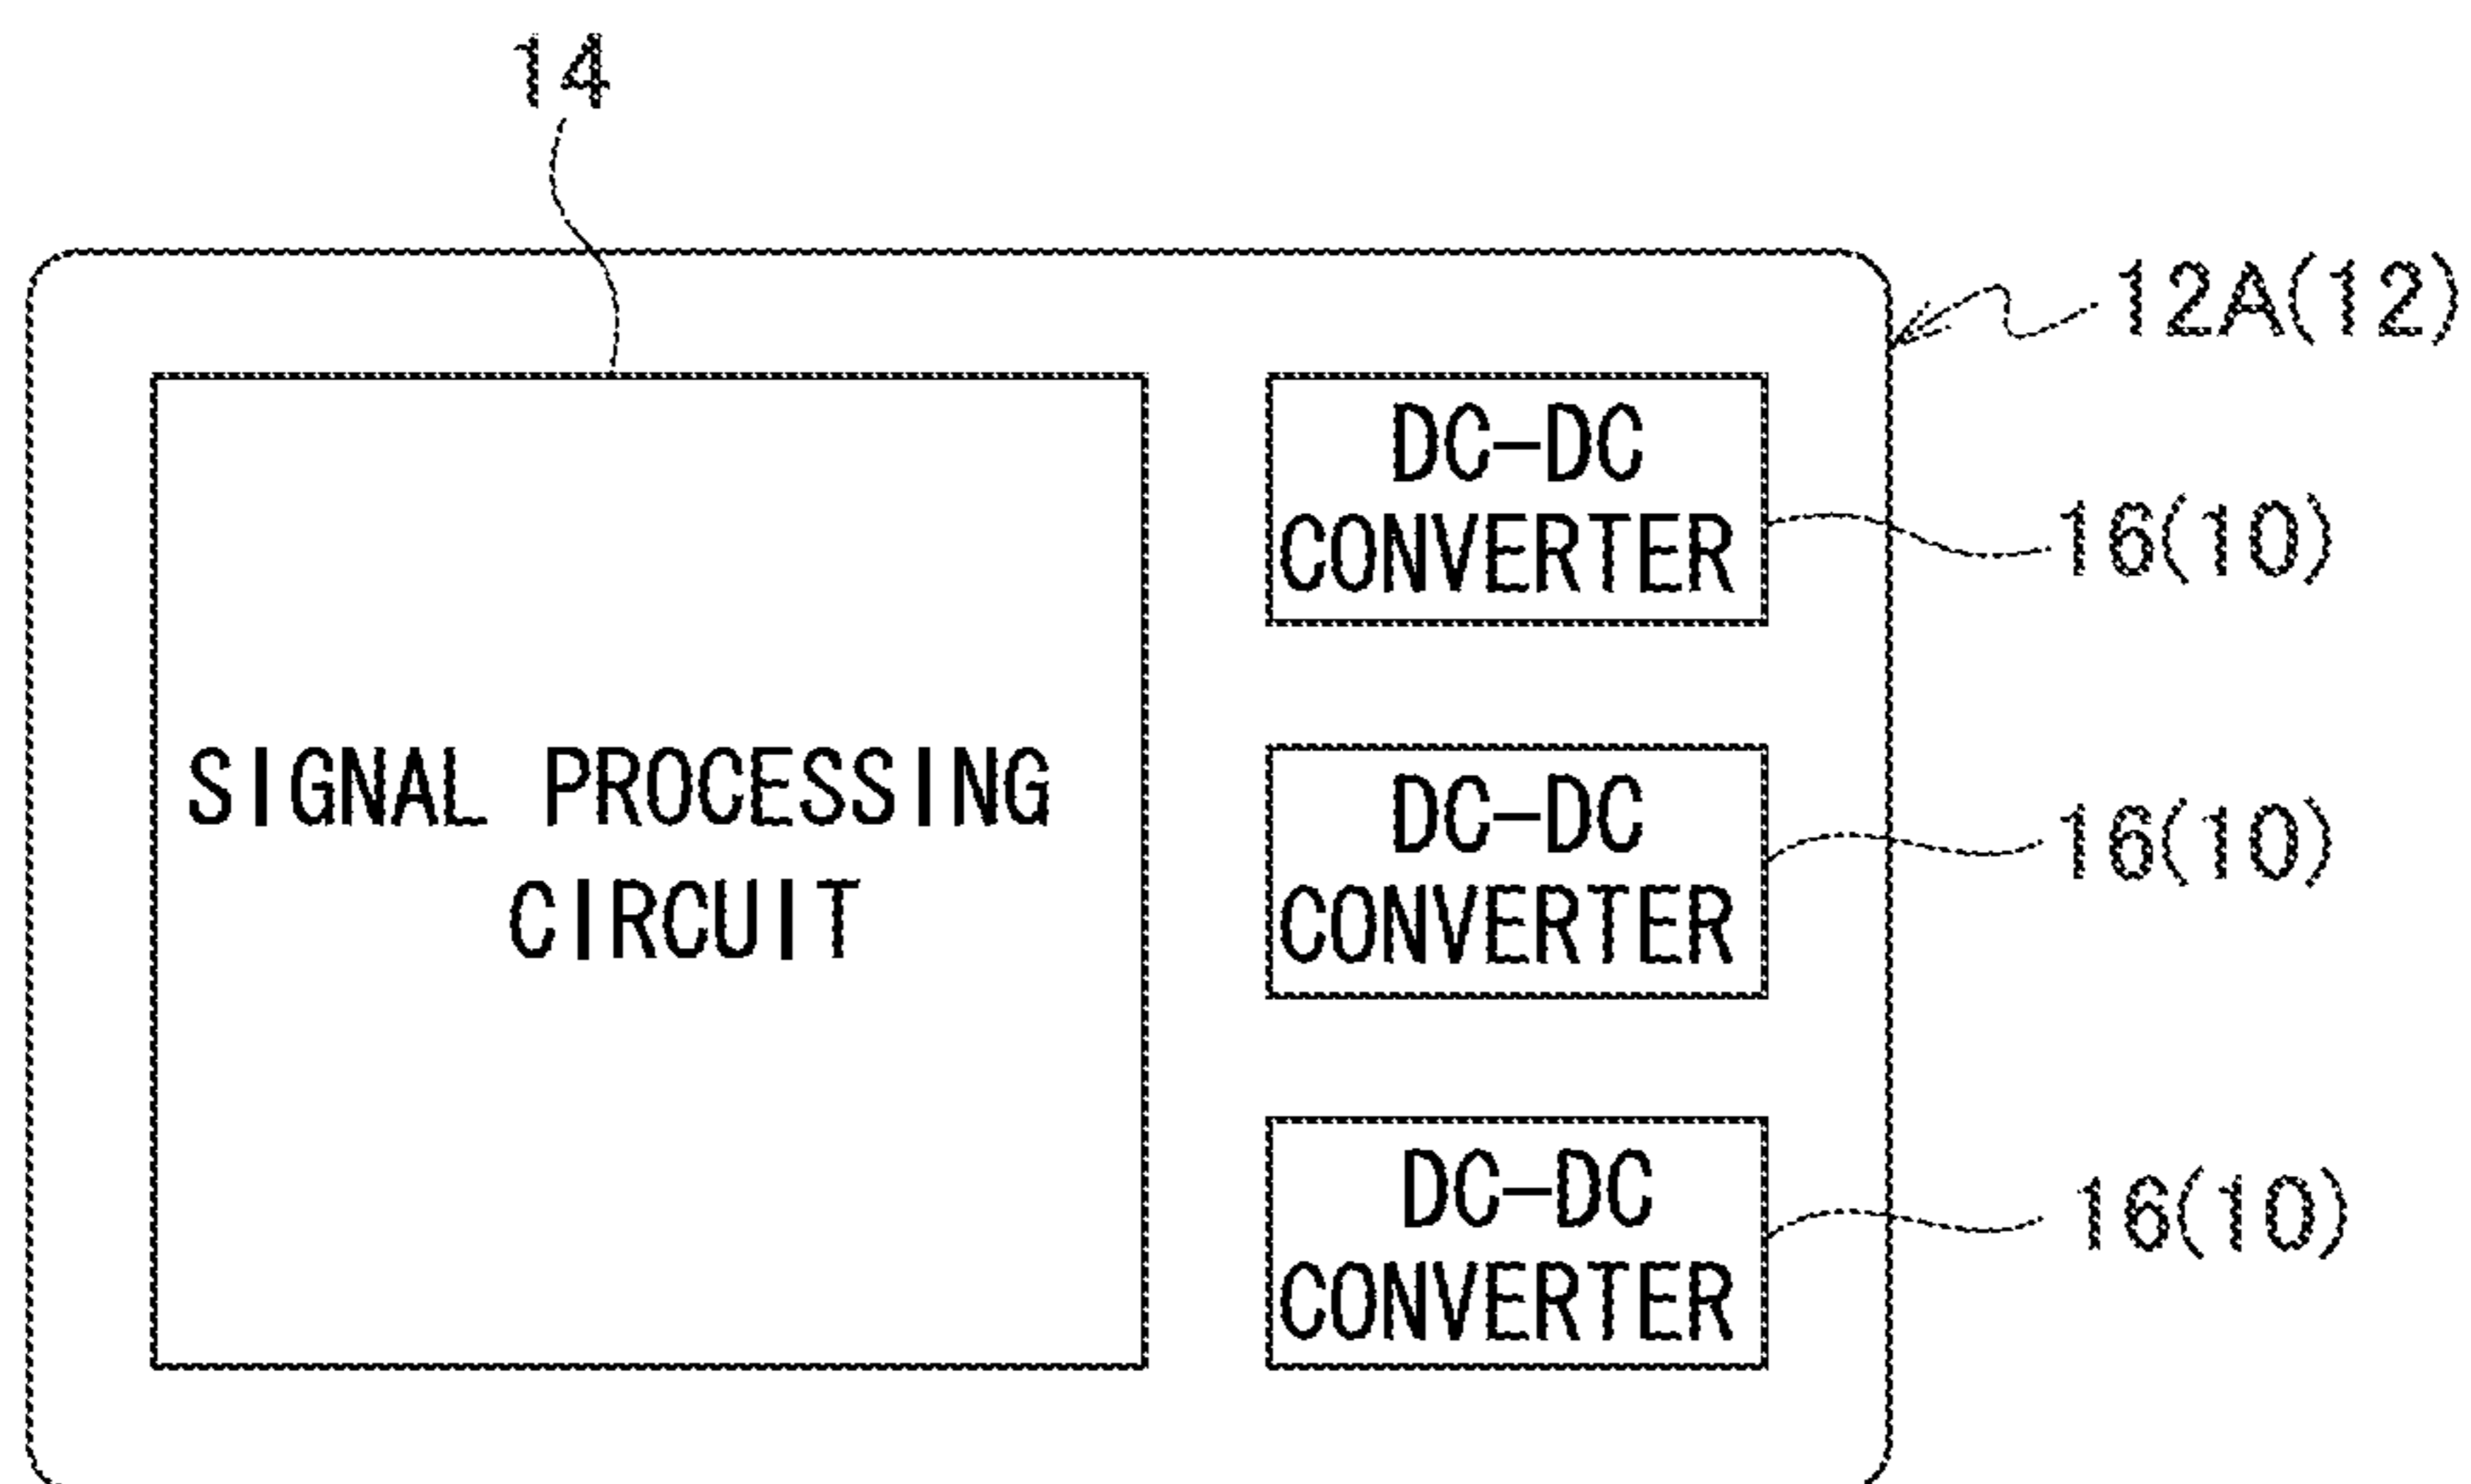 14
12A(12)
DC-DC
CONVERTER
16(10)
SIGNAL PROCESSING
CIRCUIT
DC-DC
CONVERTER
16(10)
DC-DC
CONVERTER
16(10)